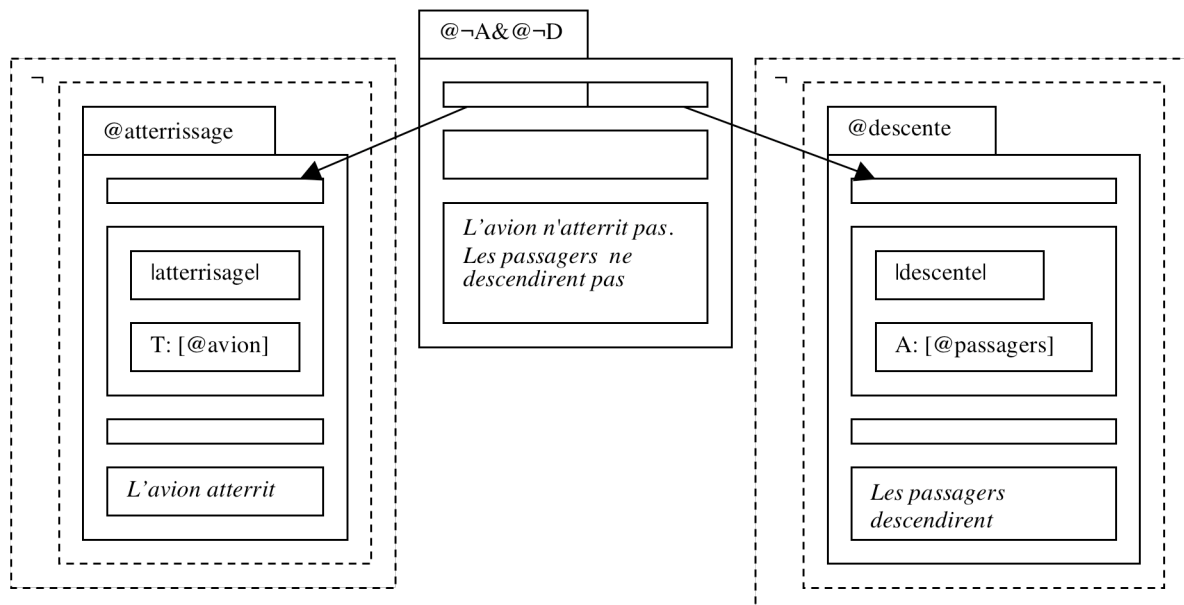 @¬A&@¬D
¬
@atterrissage
|atterrisage|
T: [@avion]
L'avion atterrit
L'avion n'atterrit pas.
Les passagers ne
descendirent pas
¬
@descente
|descente|
A: [@passagers]
Les passagers
descendirent